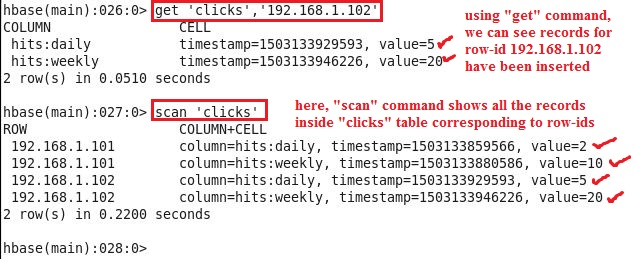 hbase(main):026:0> get 'clicks','192.168.1.102'
COLUMN CELL
hits:daily timestamp=1503133929593, value=5
hits:weekly timestamp=1503133946226, value=20
2 row(s) in 0.0510 seconds
using "get" command,
we can see records for
row-id 192.168.1.102
have been inserted
hbase(main):027:0> scan 'clicks'
here, "scan" command shows all the records
inside "clicks" table corresponding to row-ids
ROW COLUMN+CELL
192.168.1.101 column=hits:daily, timestamp=1503133859566, value=2
192.168.1.101 column=hits:weekly, timestamp=1503133880586, value=10
192.168.1.102 column=hits:daily, timestamp=1503133929593, value=5
192.168.1.102 column=hits:weekly, timestamp=1503133946226, value=20
2 row(s) in 0.2200 seconds
hbase(main):028:0>